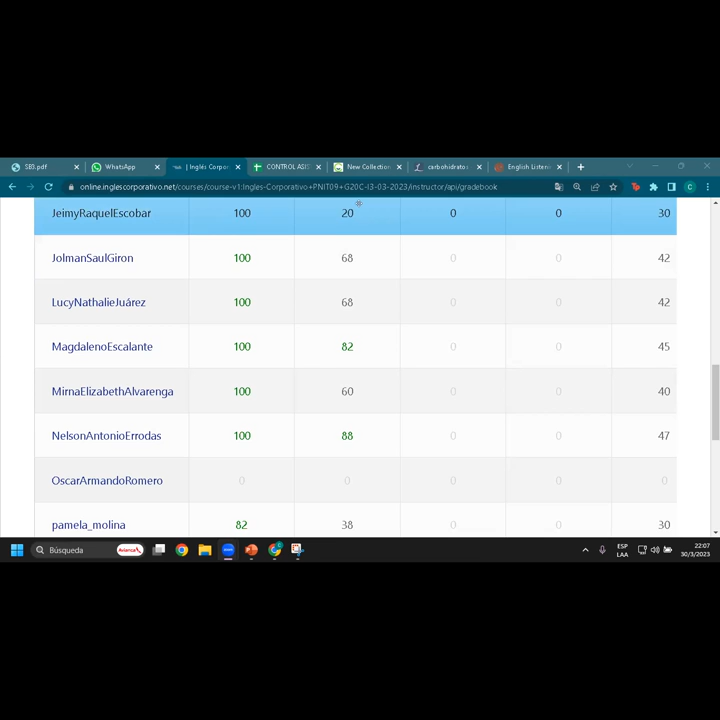 S83.pdf WhatsApp | Inglés Corpor CONTROL ASIS New Collection carbohidratos English Listeni
online.inglescorporativo.net/courses/course-v1:Ingles-Corporativo+PNIT09+G20C-I3-03-2023/instructor/api/gradebook
JeimyRaquelEscobar 100 20 0 0 30
JolmanSaulGiron 100 68 0 0 42
LucyNathalieJuárez 100 68 0 0 42
MagdalenoEscalante 100 82 0 0 45
MirnaElizabethAlvarenga 100 60 0 0 40
NelsonAntonioErrodas 100 88 0 0 47
OscarArmandoRomero 0 0 0 0 0
pamela_molina 82 38 0 0 30
Búsqueda Avianca ESP 22:07
LAA 30/3/2023